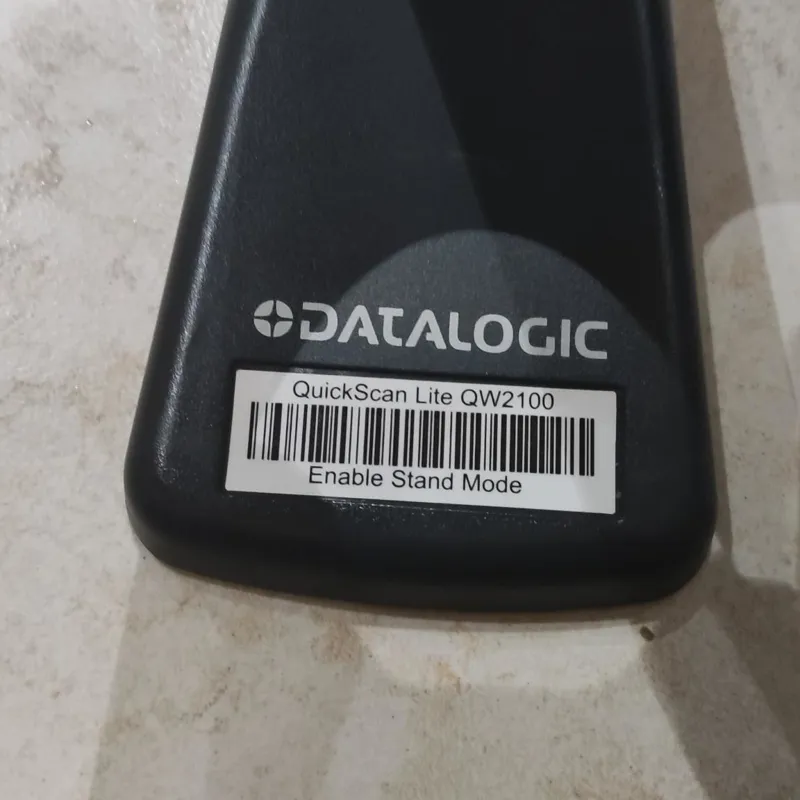 DATALOGIC
QuickScan Lite QW2100
Enable Stand Mode